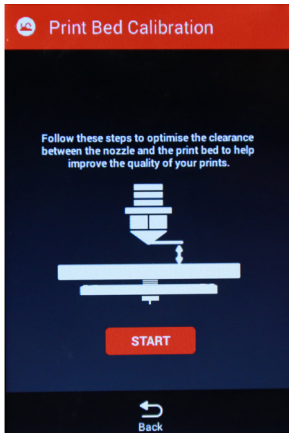 Print Bed Calibration
Follow these steps to optimise the clearance
between the nozzle and the print bed to help
improve the quality of your prints.
START
Back